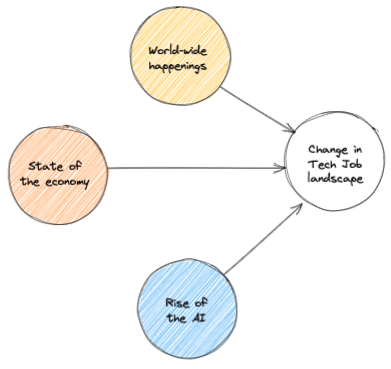 World-wide
happenings
State of
the economy
Change in
Tech Job
landscape
Rise of
the AI